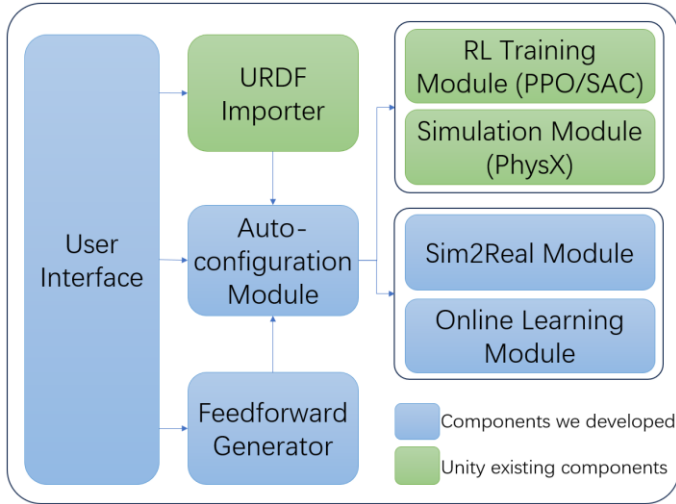 User
Interface
URDF
Importer
Auto-
configuration
Module
Feedforward
Generator
RL Training
Module (PPO/SAC)
Simulation Module
(PhysX)
Sim2Real Module
Online Learning
Module
Components we developed
Unity existing components